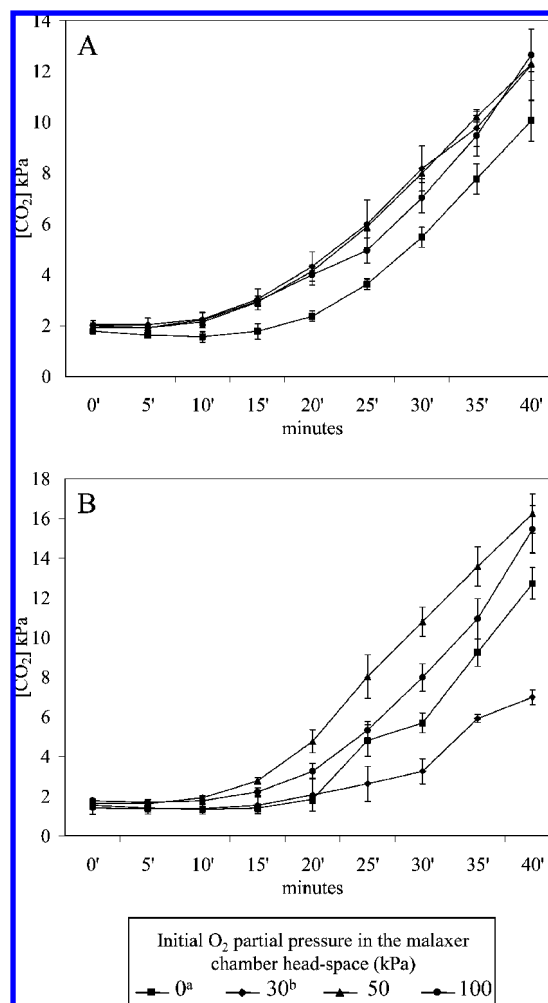 A
14
12
10
8
6
4
2
0
[CO2] kPa
0' 5' 10' 15' 20' 25' 30' 35' 40'
minutes
B
18
16
14
12
10
8
6
4
2
0
[CO2] kPa
0' 5' 10' 15' 20' 25' 30' 35' 40'
minutes
Initial O2 partial pressure in the malaxer
chamber head-space (kPa)
0a 30b 50 100